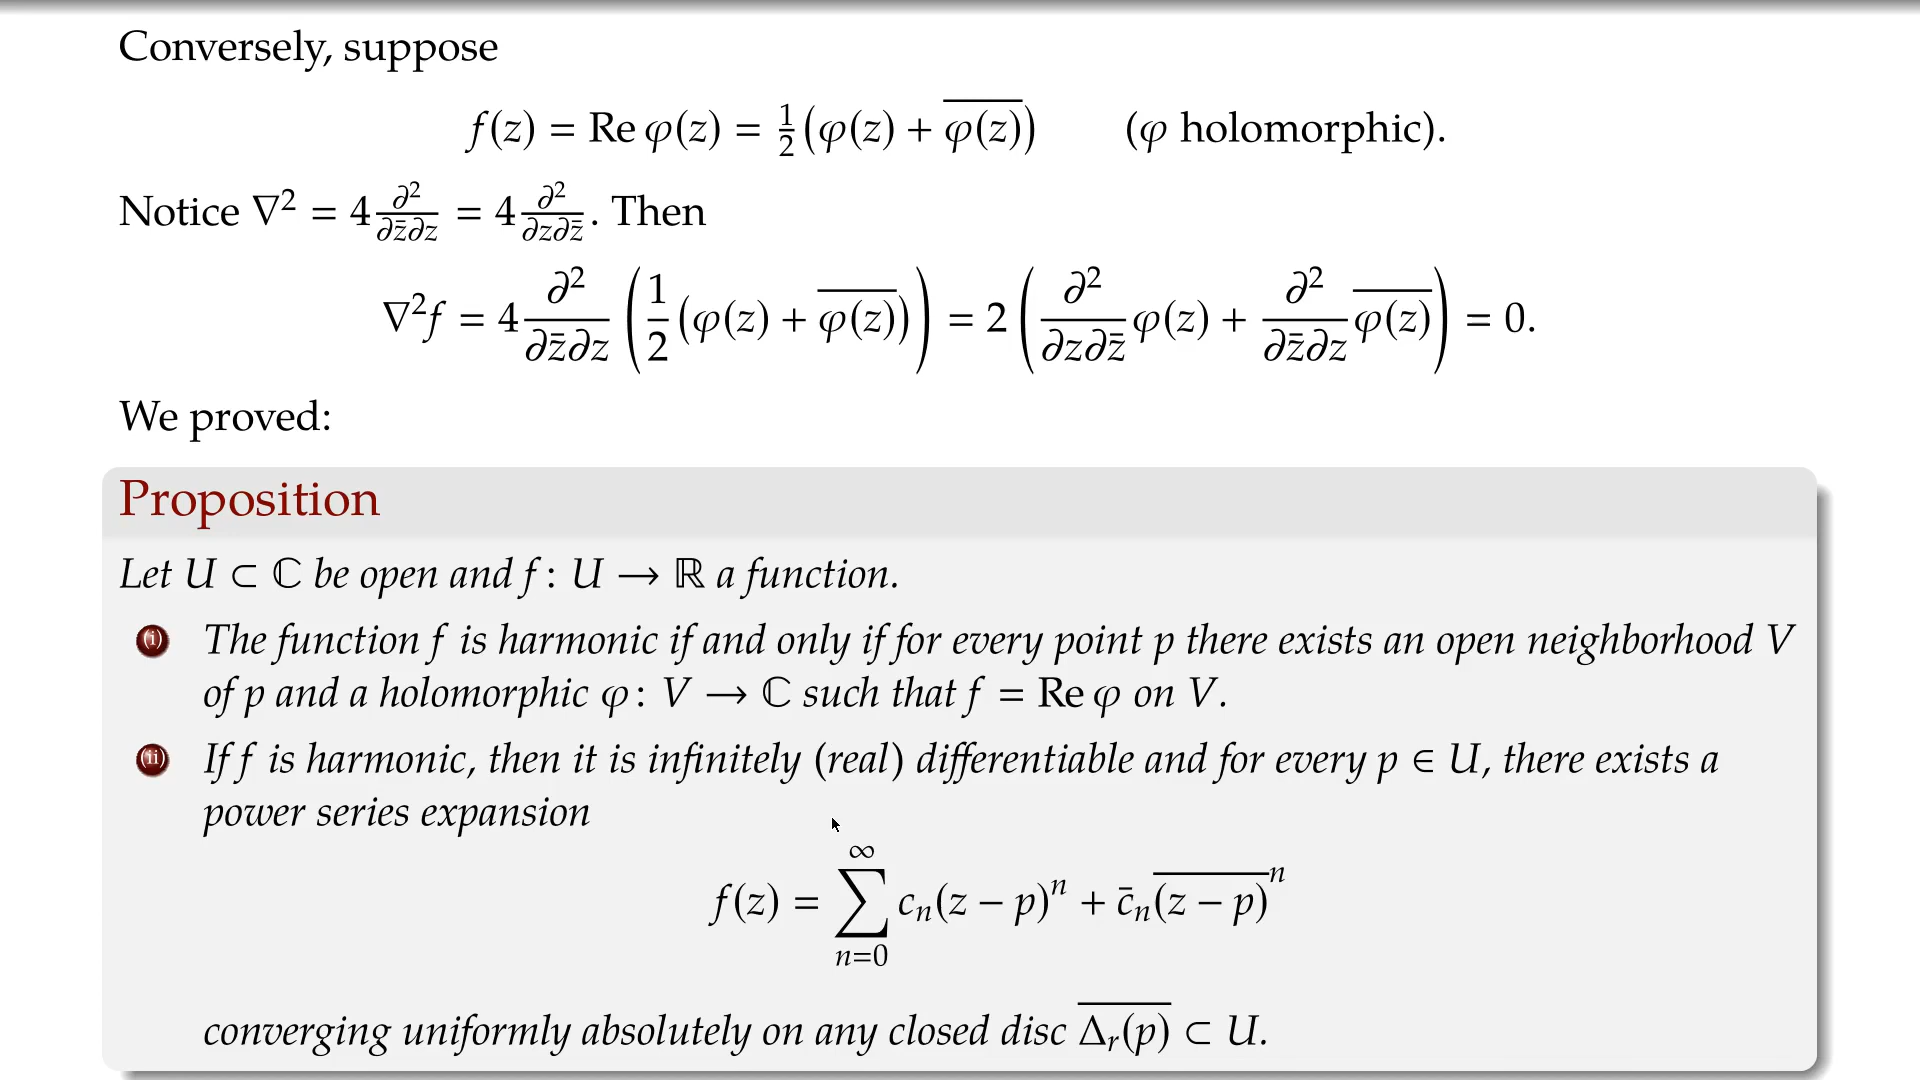 Conversely, suppose
f(z) = Re φ(z) = ½(φ(z) + \overline{φ(z)})    (φ holomorphic).
Notice ∇² = 4 ∂²/∂z̄∂z = 4 ∂²/∂z∂z̄. Then
∇²f = 4 ∂²/∂z̄∂z (1/2 (φ(z) + \overline{φ(z)})) = 2 (∂²/∂z∂z̄ φ(z) + ∂²/∂z̄∂z \overline{φ(z)}) = 0.
We proved:
Proposition
Let U ⊂ ℂ be open and f : U → ℝ a function.
(i) The function f is harmonic if and only if for every point p there exists an open neighborhood V
of p and a holomorphic φ : V → ℂ such that f = Re φ on V.
(ii) If f is harmonic, then it is infinitely (real) differentiable and for every p ∈ U, there exists a
power series expansion
f(z) = ∑_{n=0}^{∞} c_n(z − p)^n + c̄_n \overline{(z − p)}^n
converging uniformly absolutely on any closed disc \overline{Δ_r(p)} ⊂ U.